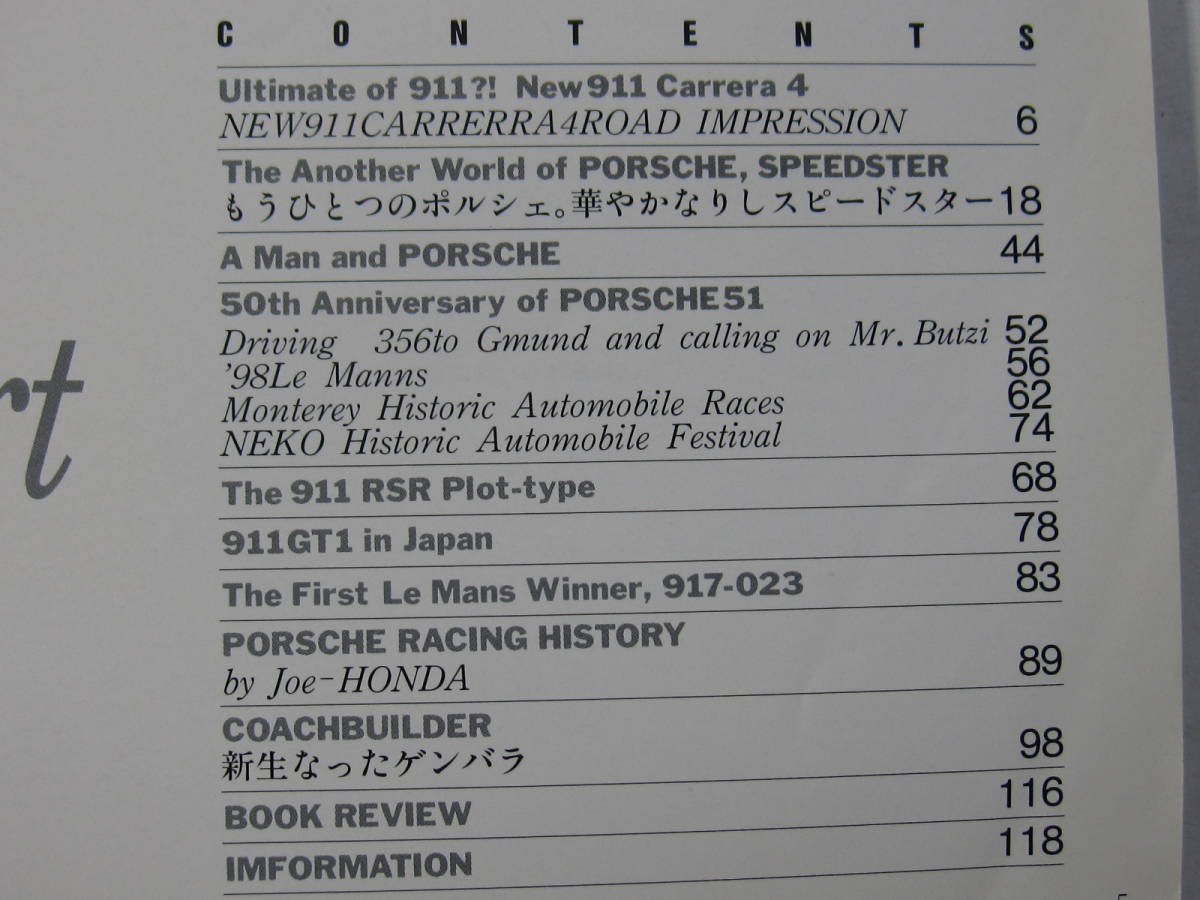 C O N T E N T S
Ultimate of 911?! New911 Carrera 4
NEW911CARRERRA4ROAD IMPRESSION 6
The Another World of PORSCHE, SPEEDSTER
もうひとつのポルシェ。華やかなりしスピードスター 18
A Man and PORSCHE 44
50th Anniversary of PORSCHE51
Driving 356to Gmund and calling on Mr. Butzi 52
'98Le Manns 56
Monterey Historic Automobile Races 62
NEKO Historic Automobile Festival 74
The 911 RSR Plot-type 68
911GT1 in Japan 78
The First Le Mans Winner, 917-023 83
PORSCHE RACING HISTORY
by Joe-HONDA 89
COACHBUILDER
新生なったゲンバラ 98
BOOK REVIEW 116
IMFORMATION 118
rt